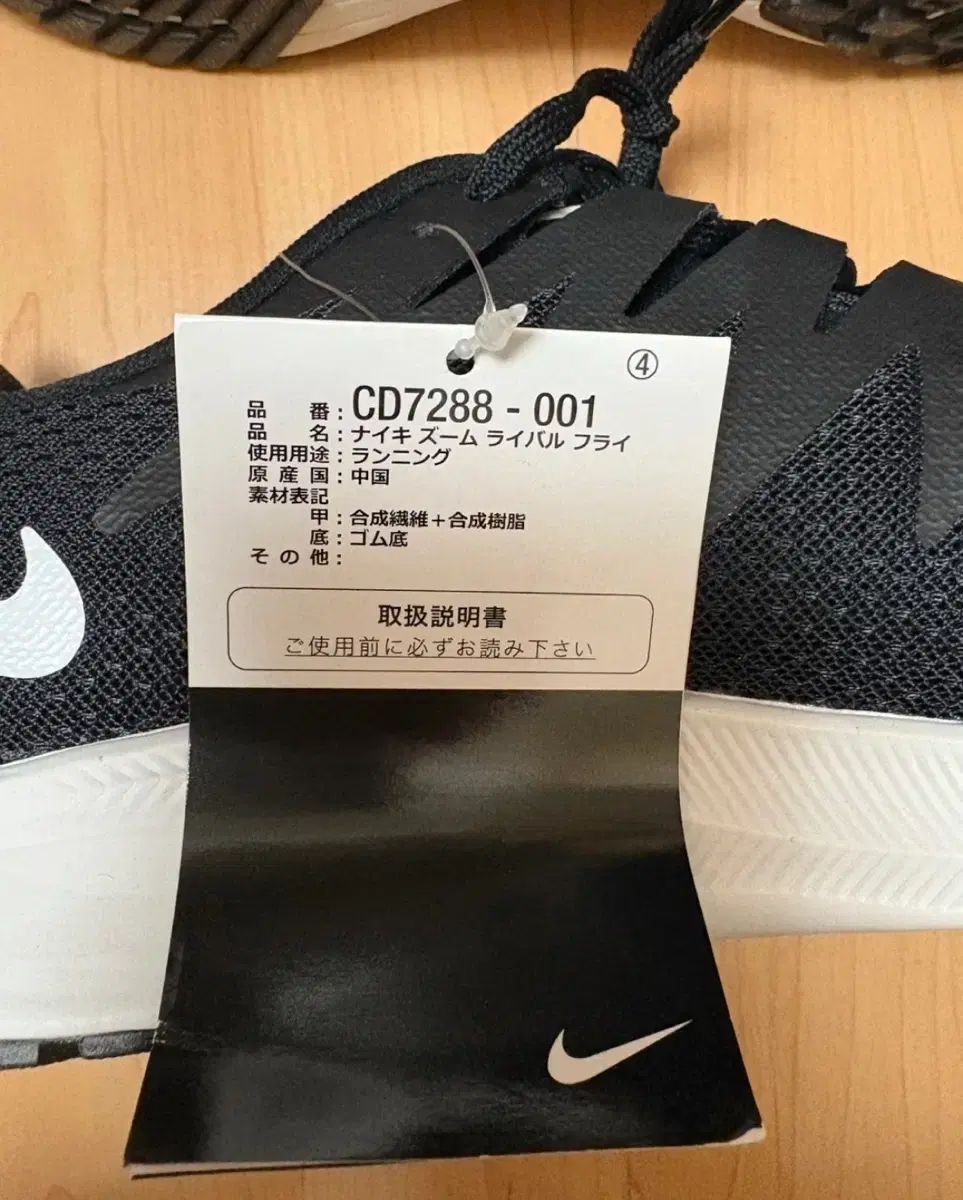 ④
品番：CD7288 - 001
品名：ナイキ ズーム ライバル フライ
使用用途：ランニング
原産国：中国
素材表記
甲：合成繊維＋合成樹脂
底：ゴム底
その他：
取扱説明書
ご使用前に必ずお読み下さい